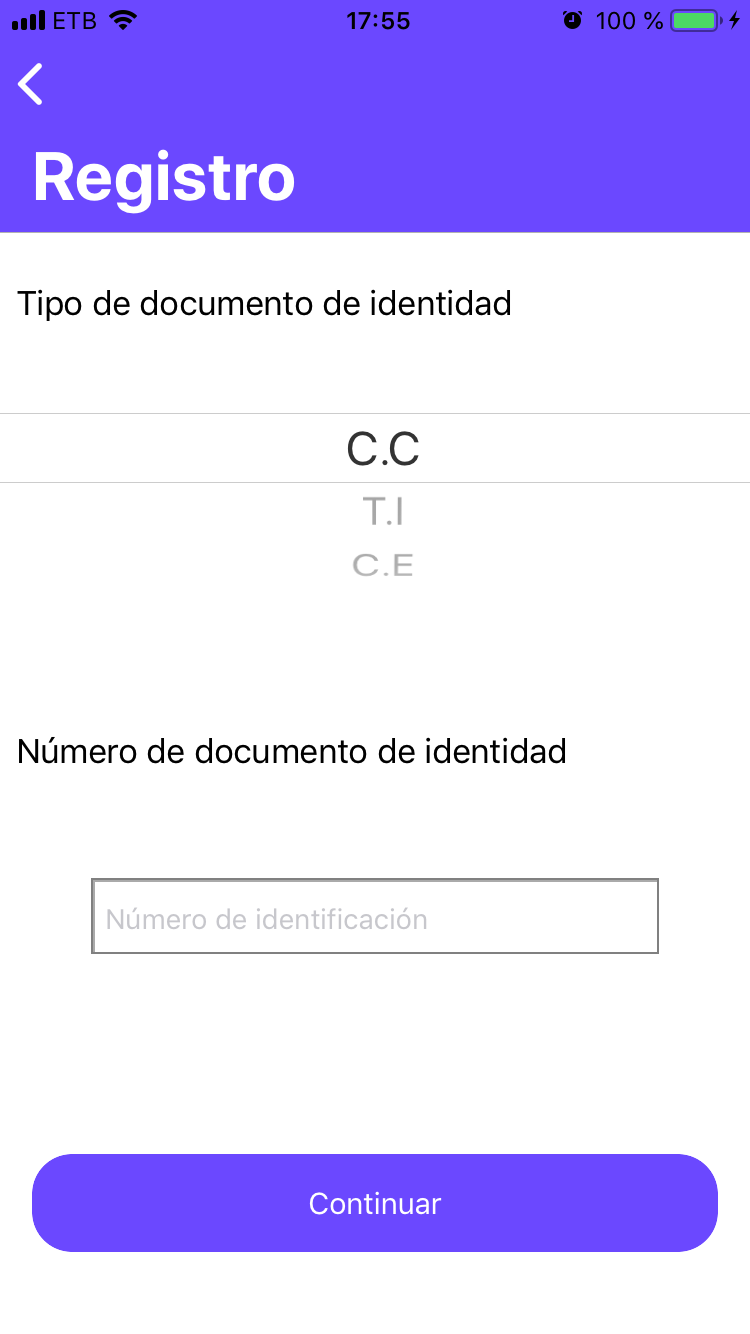 ETB 17:55 100 %
Registro
Tipo de documento de identidad
C.C
T.I
C.E
Número de documento de identidad
Número de identificación
Continuar